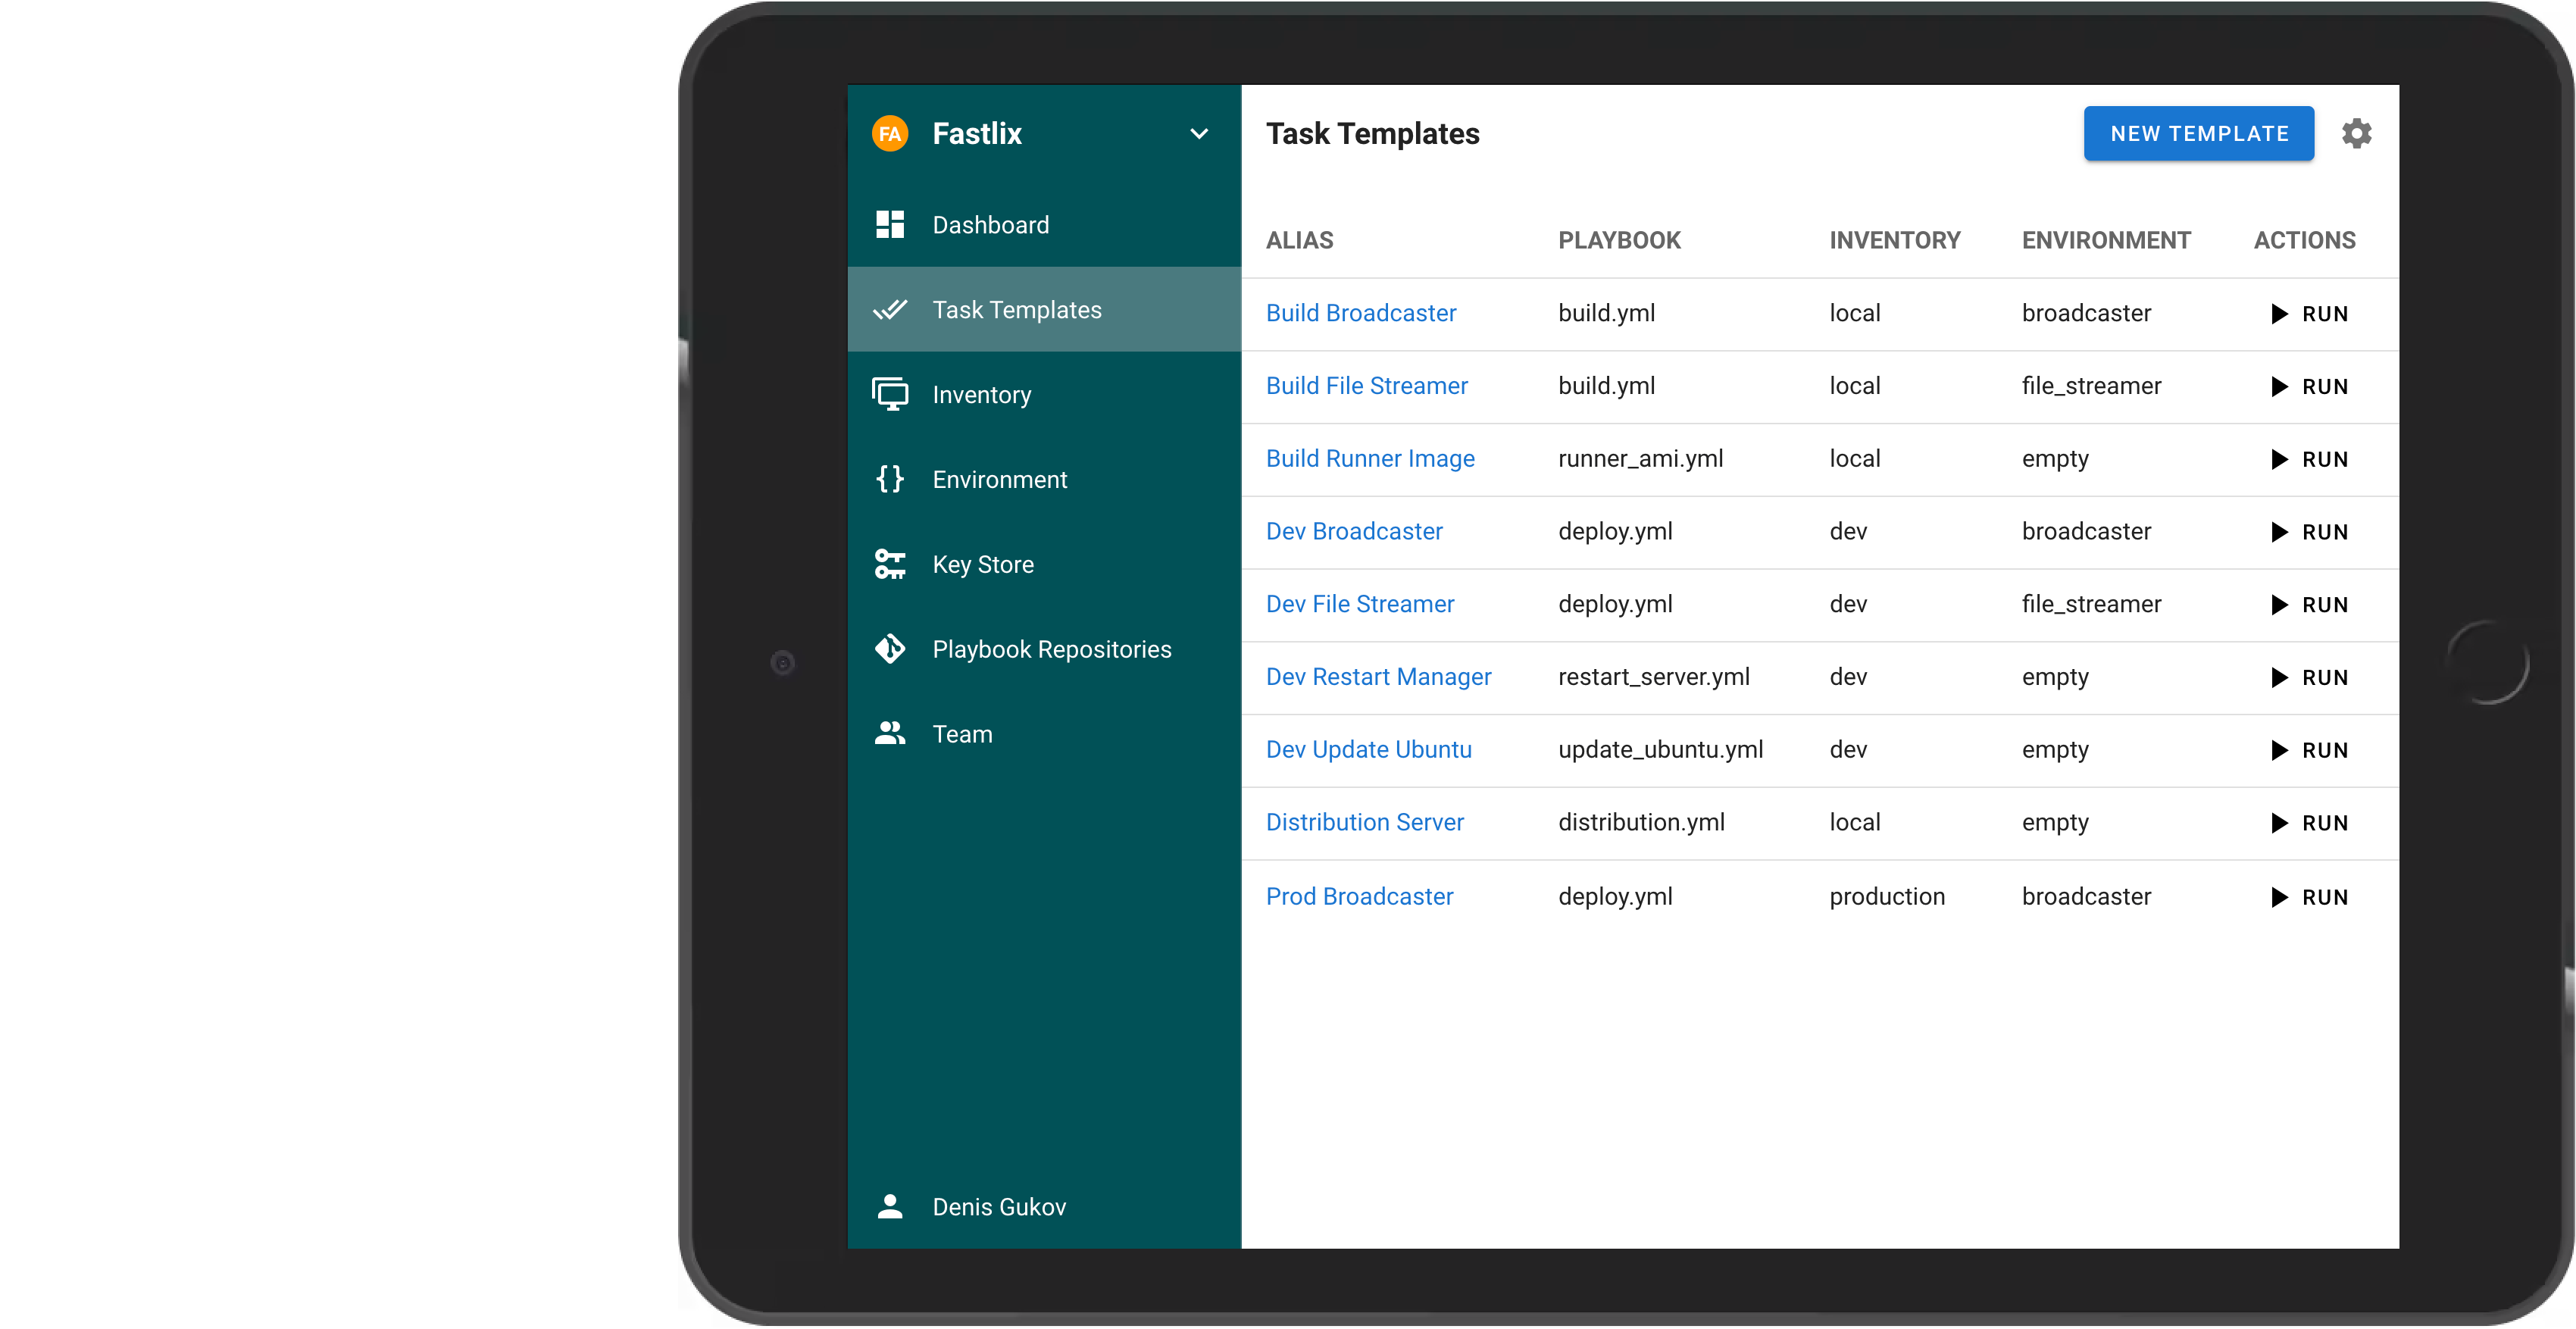 FA Fastlix
Dashboard
Task Templates
Inventory
Environment
Key Store
Playbook Repositories
Team
Denis Gukov
Task Templates NEW TEMPLATE
ALIAS PLAYBOOK INVENTORY ENVIRONMENT ACTIONS
Build Broadcaster build.yml local broadcaster RUN
Build File Streamer build.yml local file_streamer RUN
Build Runner Image runner_ami.yml local empty RUN
Dev Broadcaster deploy.yml dev broadcaster RUN
Dev File Streamer deploy.yml dev file_streamer RUN
Dev Restart Manager restart_server.yml dev empty RUN
Dev Update Ubuntu update_ubuntu.yml dev empty RUN
Distribution Server distribution.yml local empty RUN
Prod Broadcaster deploy.yml production broadcaster RUN